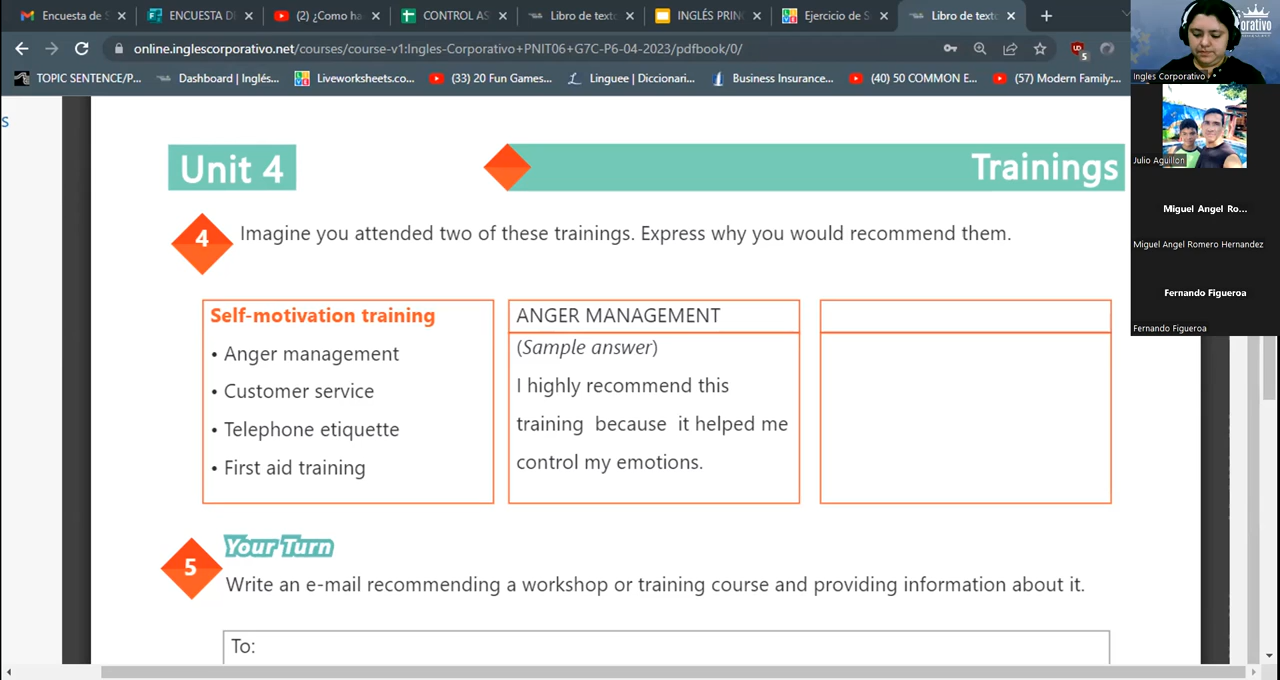 Encuesta de S
ENCUESTA DE
(2) ¿Como ha
CONTROL AS
Libro de texto
INGLÉS PRIN
Ejercicio de S
Libro de texto
online.inglescorporativo.net/courses/course-v1:Ingles-Corporativo+PNIT06+G7C-P6-04-2023/pdfbook/0/
5
TOPIC SENTENCE/P...
Dashboard | Inglés...
Liveworksheets.co...
(33) 20 Fun Games...
Linguee | Diccionari...
Business Insurance...
(40) 50 COMMON E...
(57) Modern Family:...
orativo
Ingles Corporativo
Julio Aguillon
Miguel Angel Ro...
Miguel Angel Romero Hernandez
Fernando Figueroa
Fernando Figueroa
s
Unit 4
Trainings
4
Imagine you attended two of these trainings. Express why you would recommend them.
Self-motivation training
• Anger management
• Customer service
• Telephone etiquette
• First aid training
ANGER MANAGEMENT
(Sample answer)
I highly recommend this
training because it helped me
control my emotions.
5
Your Turn
Write an e-mail recommending a workshop or training course and providing information about it.
To: